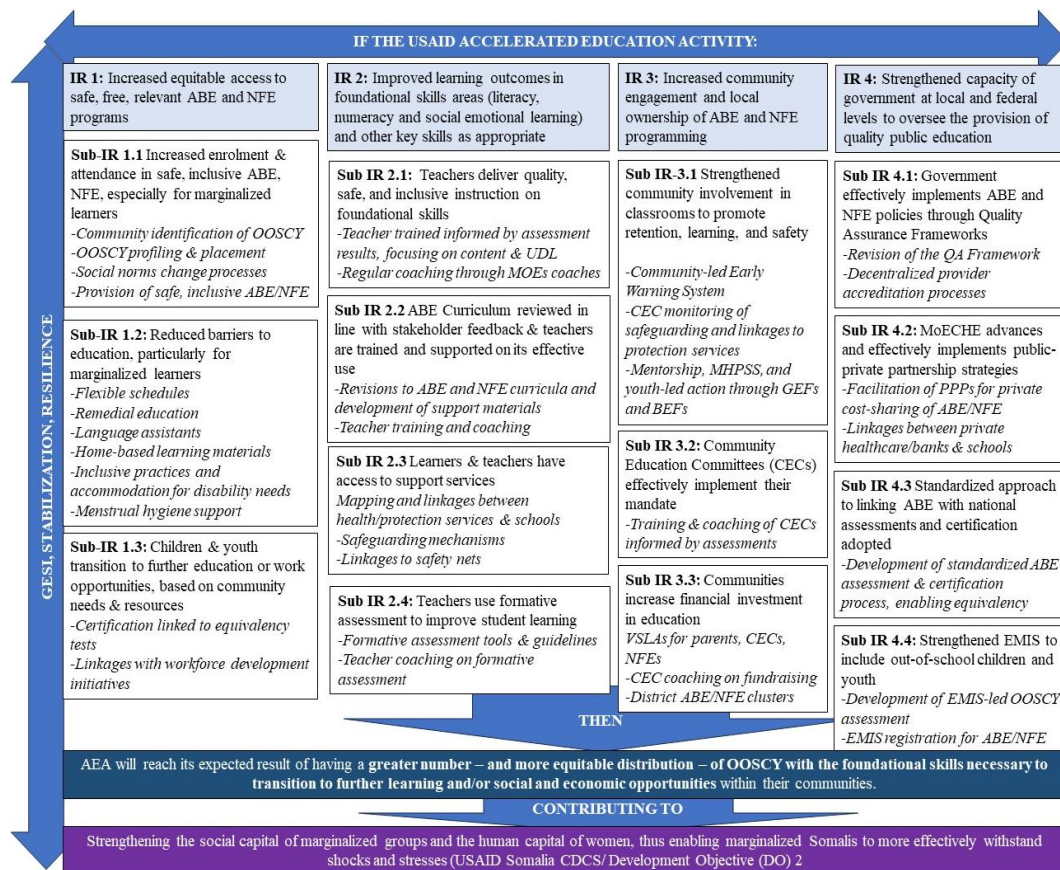 IF THE USAID ACCELERATED EDUCATION ACTIVITY:
GESI, STABILIZATION, RESILIENCE
IR 1: Increased equitable access to
safe, free, relevant ABE and NFE
programs
Sub-IR 1.1 Increased enrolment &
attendance in safe, inclusive ABE,
NFE, especially for marginalized
learners
-Community identification of OOSCY
-OOSCY profiling & placement
-Social norms change processes
-Provision of safe, inclusive ABE/NFE
Sub-IR 1.2: Reduced barriers to
education, particularly for
marginalized learners
-Flexible schedules
-Remedial education
-Language assistants
-Home-based learning materials
-Inclusive practices and
accommodation for disability needs
-Menstrual hygiene support
Sub-IR 1.3: Children & youth
transition to further education or work
opportunities, based on community
needs & resources
-Certification linked to equivalency
tests
-Linkages with workforce development
initiatives
IR 2: Improved learning outcomes in
foundational skills areas (literacy,
numeracy and social emotional learning)
and other key skills as appropriate
Sub IR 2.1: Teachers deliver quality,
safe, and inclusive instruction on
foundational skills
-Teacher trained informed by assessment
results, focusing on content & UDL
-Regular coaching through MOEs coaches
Sub IR 2.2 ABE Curriculum reviewed in
line with stakeholder feedback & teachers
are trained and supported on its effective
use
-Revisions to ABE and NFE curricula and
development of support materials
-Teacher training and coaching
Sub IR 2.3 Learners & teachers have
access to support services
Mapping and linkages between
health/protection services & schools
-Safeguarding mechanisms
-Linkages to safety nets
Sub IR 2.4: Teachers use formative
assessment to improve student learning
-Formative assessment tools & guidelines
-Teacher coaching on formative
assessment
IR 3: Increased community
engagement and local
ownership of ABE and NFE
programming
Sub IR-3.1 Strengthened
community involvement in
classrooms to promote
retention, learning, and safety
-Community-led Early
Warning System
-CEC monitoring of
safeguarding and linkages to
protection services
-Mentorship, MHPSS, and
youth-led action through GEFs
and BEFs
Sub IR 3.2: Community
Education Committees (CECs)
effectively implement their
mandate
-Training & coaching of CECs
informed by assessments
Sub IR 3.3: Communities
increase financial investment
in education
VSLAs for parents, CECs,
NFEs
-CEC coaching on fundraising
-District ABE/NFE clusters
IR 4: Strengthened capacity of
government at local and federal
levels to oversee the provision of
quality public education
Sub IR 4.1: Government
effectively implements ABE and
NFE policies through Quality
Assurance Frameworks
-Revision of the QA Framework
-Decentralized provider
accreditation processes
Sub IR 4.2: MoECHE advances
and effectively implements public-
private partnership strategies
-Facilitation of PPPs for private
cost-sharing of ABE/NFE
-Linkages between private
healthcare/banks & schools
Sub IR 4.3 Standardized approach
to linking ABE with national
assessments and certification
adopted
-Development of standardized ABE
assessment & certification
process, enabling equivalency
Sub IR 4.4: Strengthened EMIS to
include out-of-school children and
youth
-Development of EMIS-led OOSCY
assessment
-EMIS registration for ABE/NFE
THEN
AEA will reach its expected result of having a greater number – and more equitable distribution – of OOSCY with the foundational skills necessary to
transition to further learning and/or social and economic opportunities within their communities.
CONTRIBUTING TO
Strengthening the social capital of marginalized groups and the human capital of women, thus enabling marginalized Somalis to more effectively withstand
shocks and stresses (USAID Somalia CDCS/ Development Objective (DO) 2